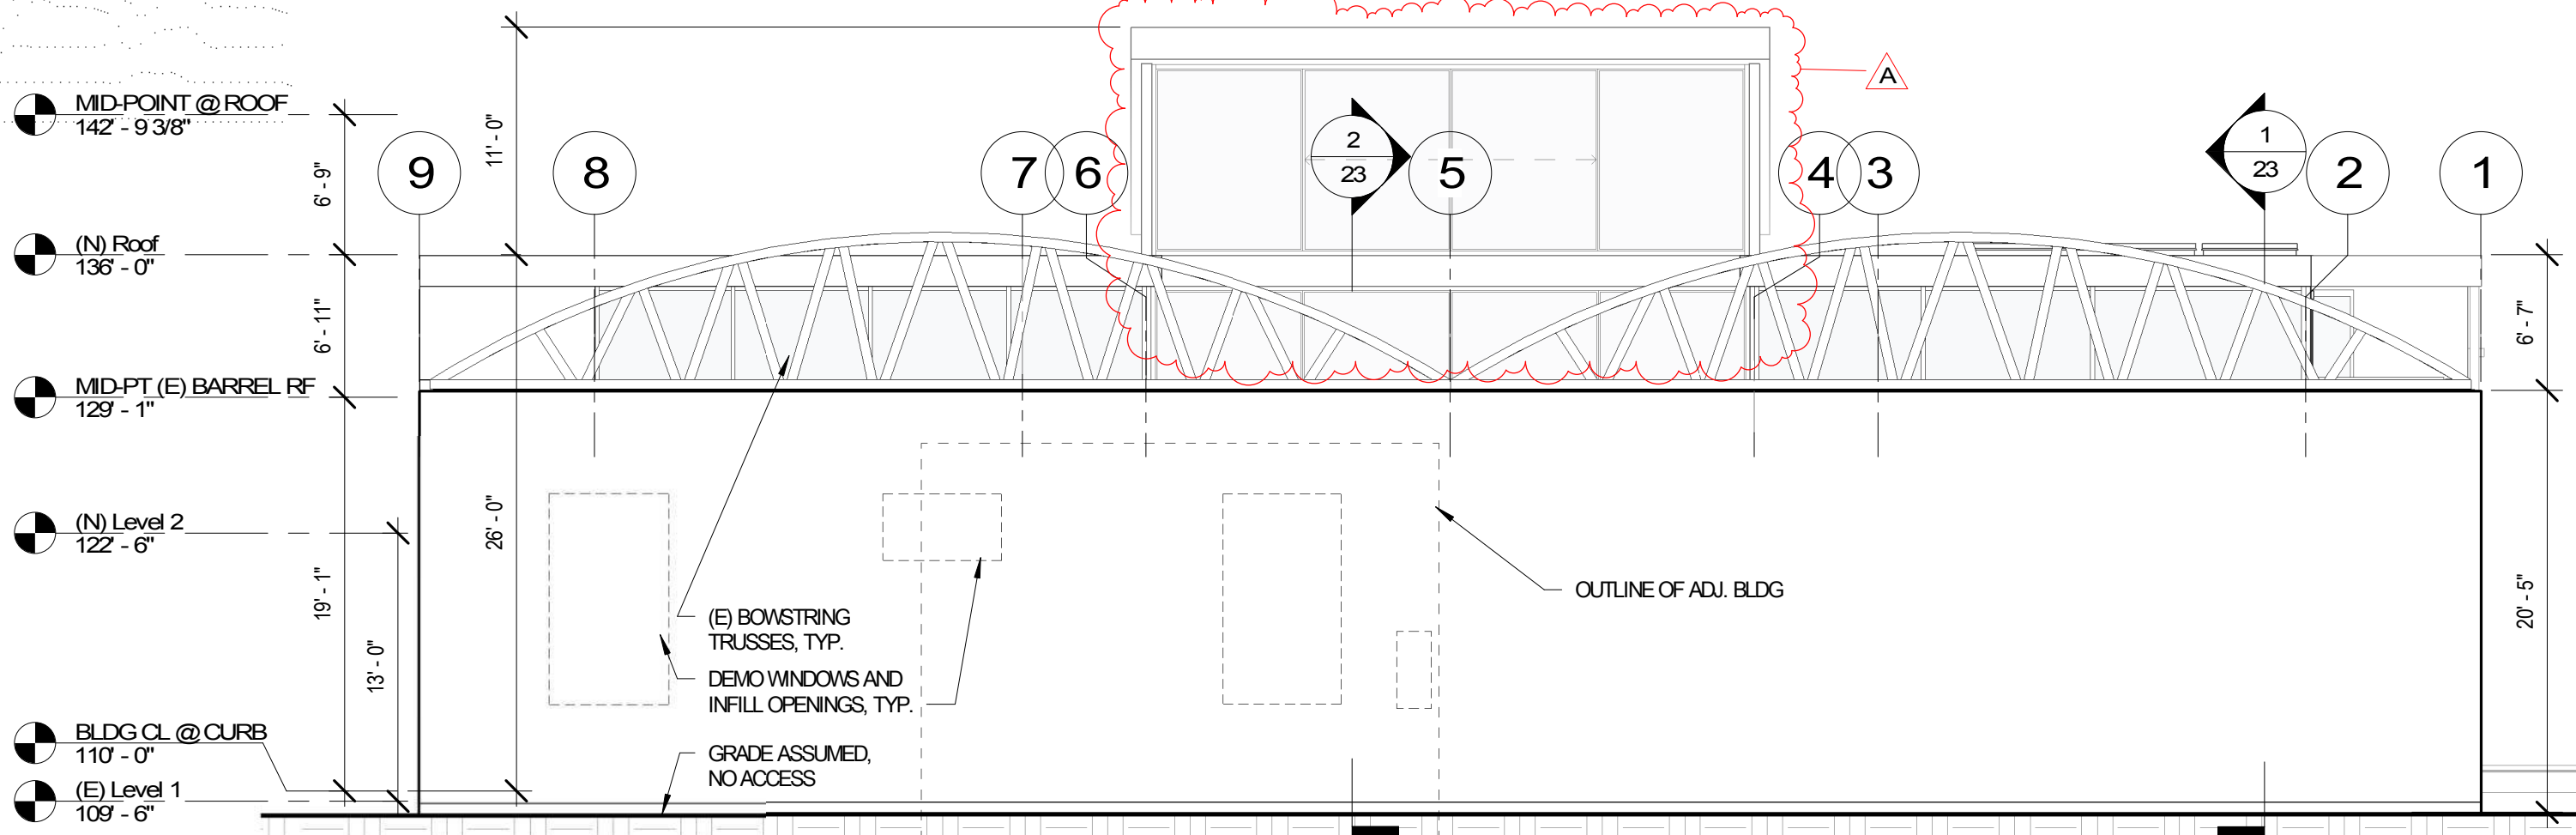 A
MID-POINT @ ROOF
142' - 9 3/8"
11' - 0"
6' - 9"
9
8
7
6
2
23
5
4
3
1
23
2
1
(N) Roof
136' - 0"
6' - 11"
6' - 7"
MID-PT (E) BARREL RF
129' - 1"
(N) Level 2
122' - 6"
26' - 0"
19' - 1"
13' - 0"
20' - 5"
OUTLINE OF ADJ. BLDG
(E) BOWSTRING
TRUSSES, TYP.
DEMO WINDOWS AND
INFILL OPENINGS, TYP.
GRADE ASSUMED,
NO ACCESS
BLDG CL @ CURB
110' - 0"
(E) Level 1
109' - 6"